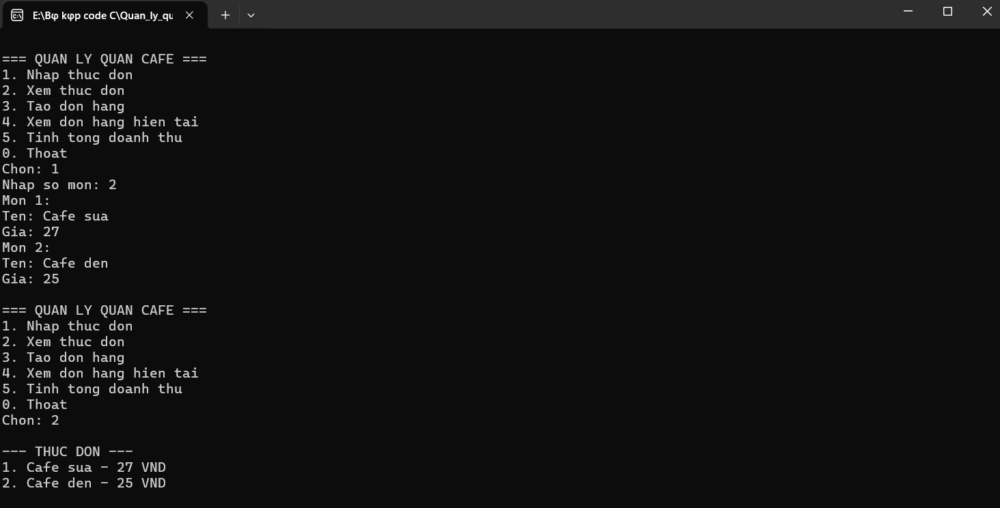 E:\Bφ kφp code C\Quan_ly_qu
=== QUAN LY QUAN CAFE ===
1. Nhap thuc don
2. Xem thuc don
3. Tao don hang
4. Xem don hang hien tai
5. Tinh tong doanh thu
0. Thoat
Chon: 1
Nhap so mon: 2
Mon 1:
Ten: Cafe sua
Gia: 27
Mon 2:
Ten: Cafe den
Gia: 25
=== QUAN LY QUAN CAFE ===
1. Nhap thuc don
2. Xem thuc don
3. Tao don hang
4. Xem don hang hien tai
5. Tinh tong doanh thu
0. Thoat
Chon: 2
--- THUC DON ---
1. Cafe sua - 27 VND
2. Cafe den - 25 VND